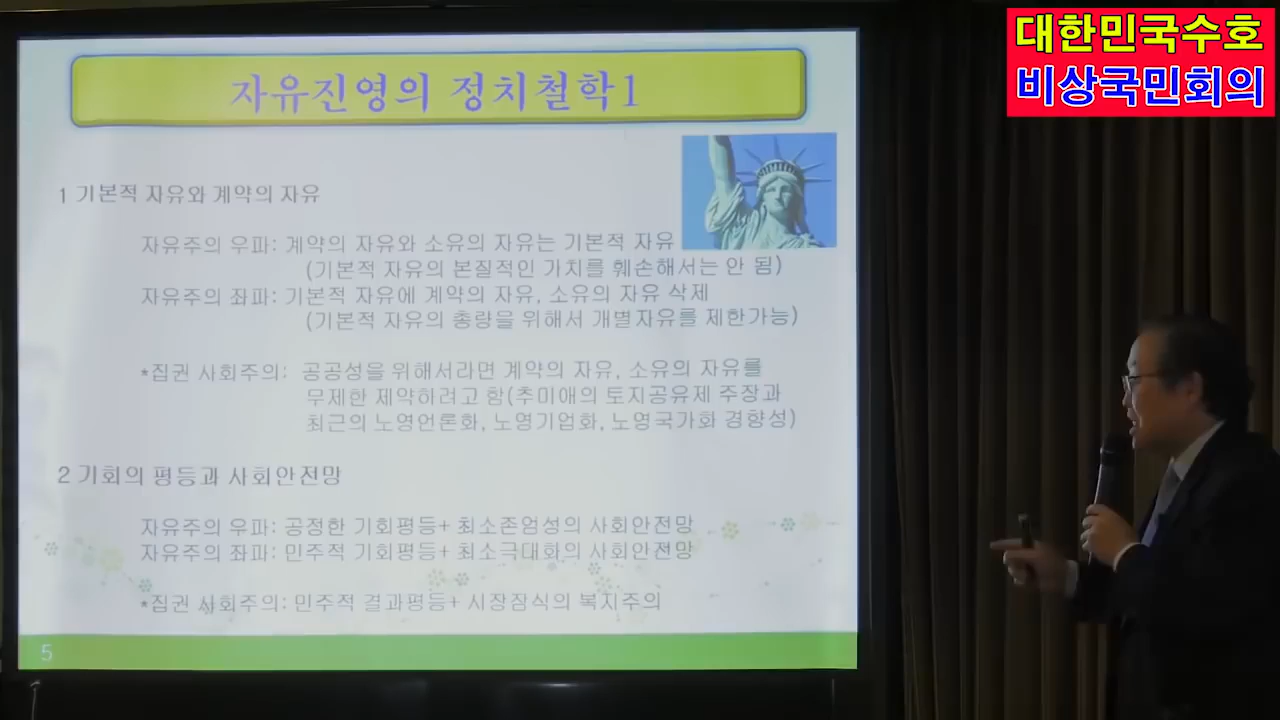 대한민국수호
비상국민회의
자유진영의 정치철학1
1 기본적 자유와 계약의 자유
자유주의 우파: 계약의 자유와 소유의 자유는 기본적 자유
(기본적 자유의 본질적인 가치를 훼손해서는 안 됨)
자유주의 좌파: 기본적 자유에 계약의 자유, 소유의 자유 삭제
(기본적 자유의 총량을 위해서 개별자유를 제한가능)
*집권 사회주의: 공공성을 위해서라면 계약의 자유, 소유의 자유를
무제한 제약하려고 함(추미애의 토지공유제 주장과
최근의 노영언론화, 노영기업화, 노영국가화 경향성)
2 기회의 평등과 사회안전망
자유주의 우파: 공정한 기회평등+ 최소존엄성의 사회안전망
자유주의 좌파: 민주적 기회평등+ 최소극대화의 사회안전망
*집권 사회주의: 민주적 결과평등+ 시장잠식의 복지주의
5